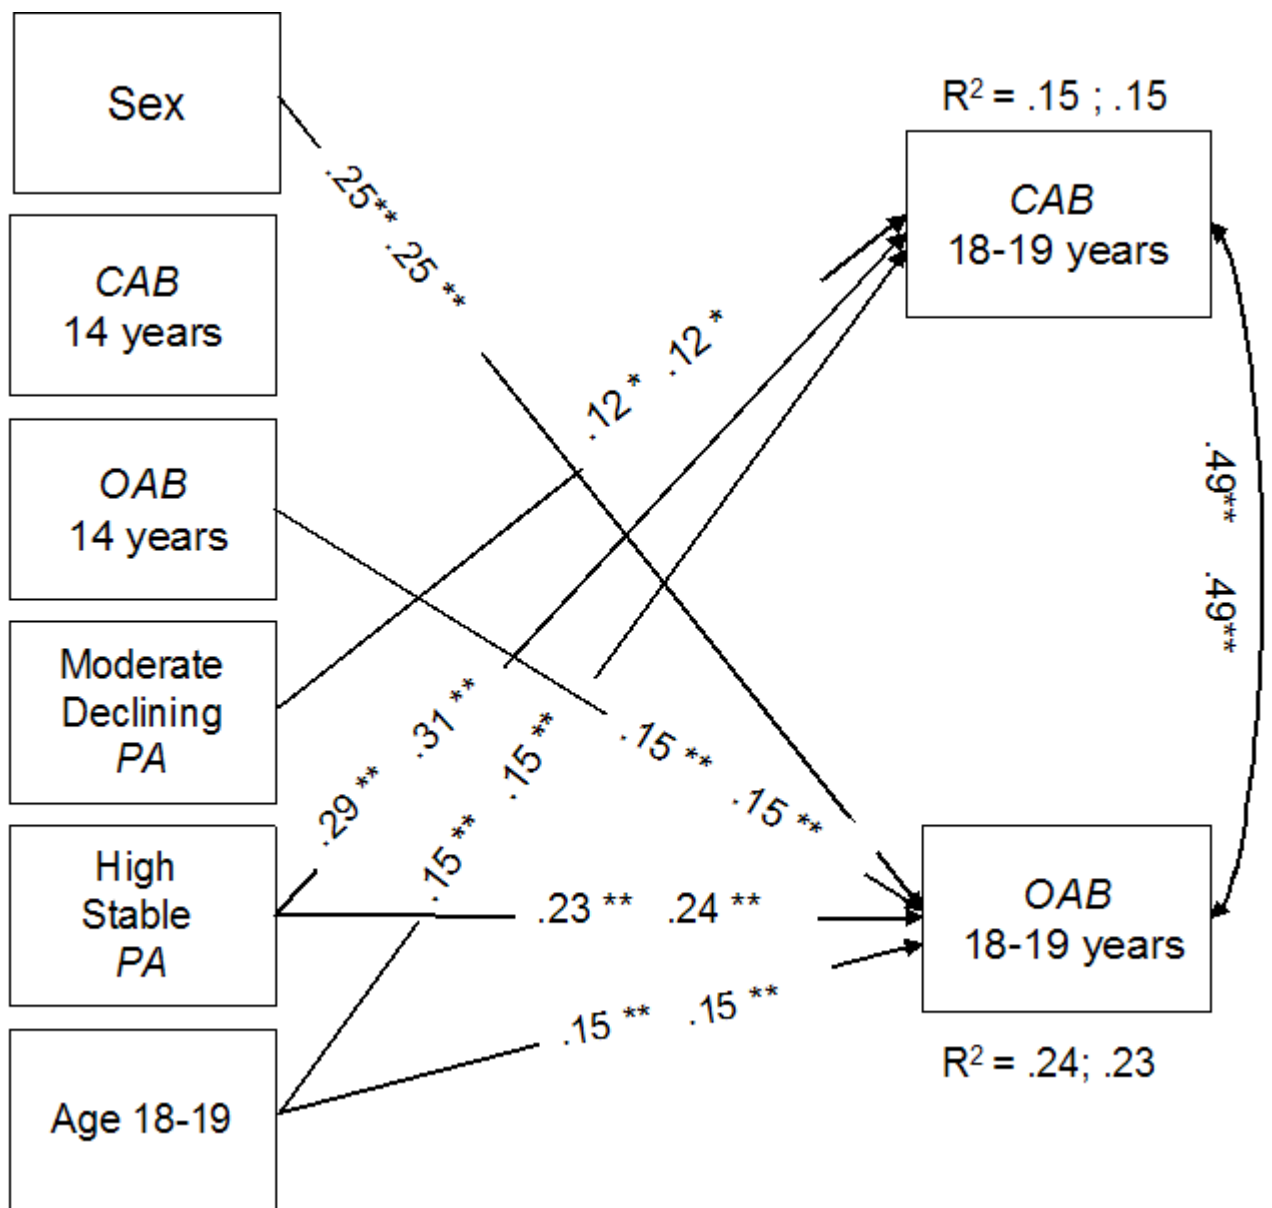 Sex
CAB
14 years
OAB
14 years
Moderate
Declining
PA
High
Stable
PA
Age 18-19
.25** .25 **
.12 * .12 *
.29 ** .31 **
.15 ** .15 **
.15 ** .15 **
.23 ** .24 **
.15 ** .15 **
R² = .15 ; .15
CAB
18-19 years
.49** .49**
OAB
18-19 years
R² = .24; .23